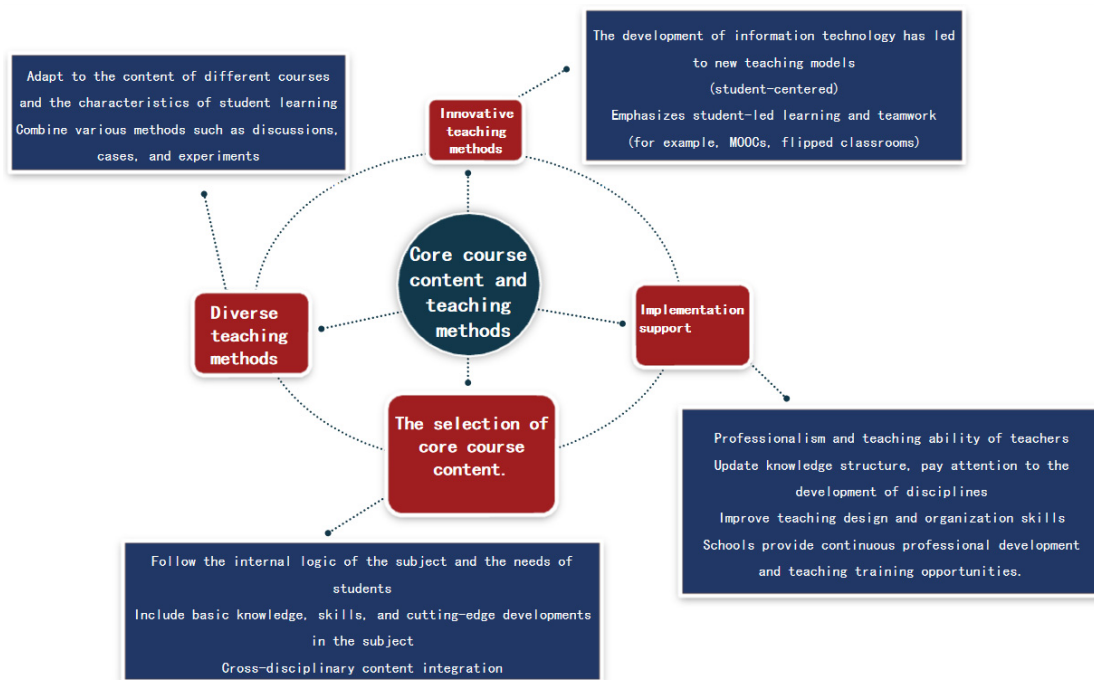 The development of information technology has led
to new teaching models
(student-centered)
Emphasizes student-led learning and teamwork
(for example, MOOCs, flipped classrooms)
Adapt to the content of different courses
and the characteristics of student learning
Combine various methods such as discussions,
cases, and experiments
Innovative
teaching
methods
Core course
content and
teaching
methods
Diverse
teaching
methods
Implementation
support
The selection of
core course
content.
Professionalism and teaching ability of teachers
Update knowledge structure, pay attention to the
development of disciplines
Improve teaching design and organization skills
Schools provide continuous professional development
and teaching training opportunities.
Follow the internal logic of the subject and the needs of
students
Include basic knowledge, skills, and cutting-edge developments
in the subject
Cross-disciplinary content integration